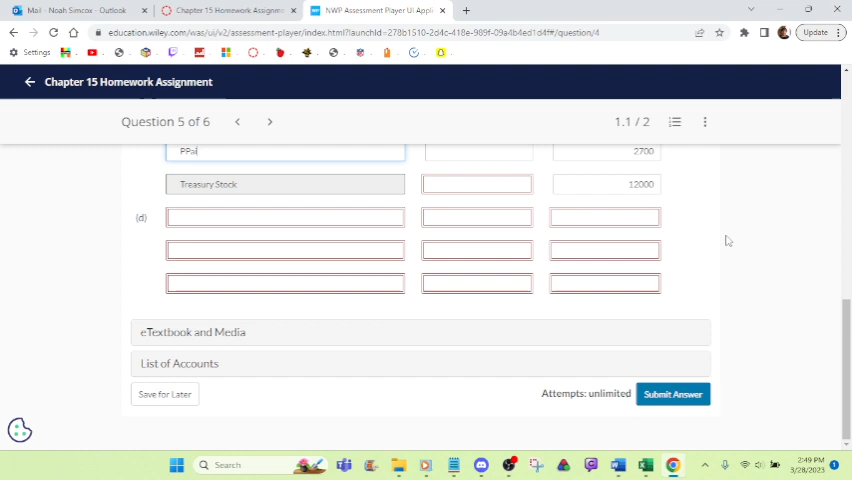 Mail - Noah Simcox - Outlook
Chapter 15 Homework Assignm
NWP Assessment Player UI Appli
education.wiley.com/was/ui/v2/assessment-player/index.html?launchId=278b1510-2d4c-418e-989f-09a4b4ed1d4f#/question/4
Update
Settings
Chapter 15 Homework Assignment
Question 5 of 6
1.1 / 2
PPai
2700
Treasury Stock
12000
(d)
eTextbook and Media
List of Accounts
Save for Later
Attempts: unlimited
Submit Answer
Search
2:49 PM
3/28/2023